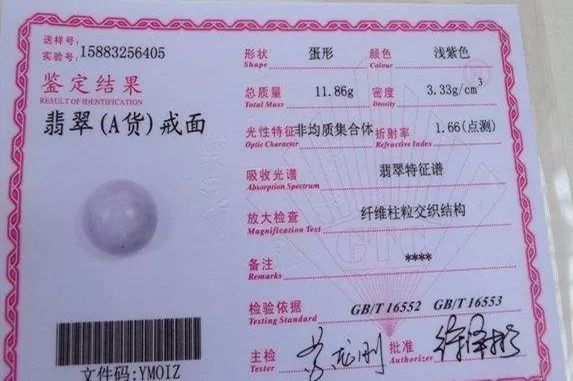 送样号:
实验号: 15883256405
鉴定结果
RESULT OF IDENTIFICATION
翡翠(A货)戒面
文件码:YMOIZ
形状 蛋形 颜色 浅紫色
Shape Colour
总质量 11.86g 密度 3.33g/cm³
Total Mass Density
光性特征 非均质集合体 折射率 1.66(点测)
Optic Character Refractive Index
吸收光谱 翡翠特征谱
Absorption Spectrum
放大检查 纤维柱粒交织结构
Magnification Test
备注 ****
Remarks
检验依据 GB/T 16552 GB/T 16553
Testing Standard
主检 批准
Tester Authorizer